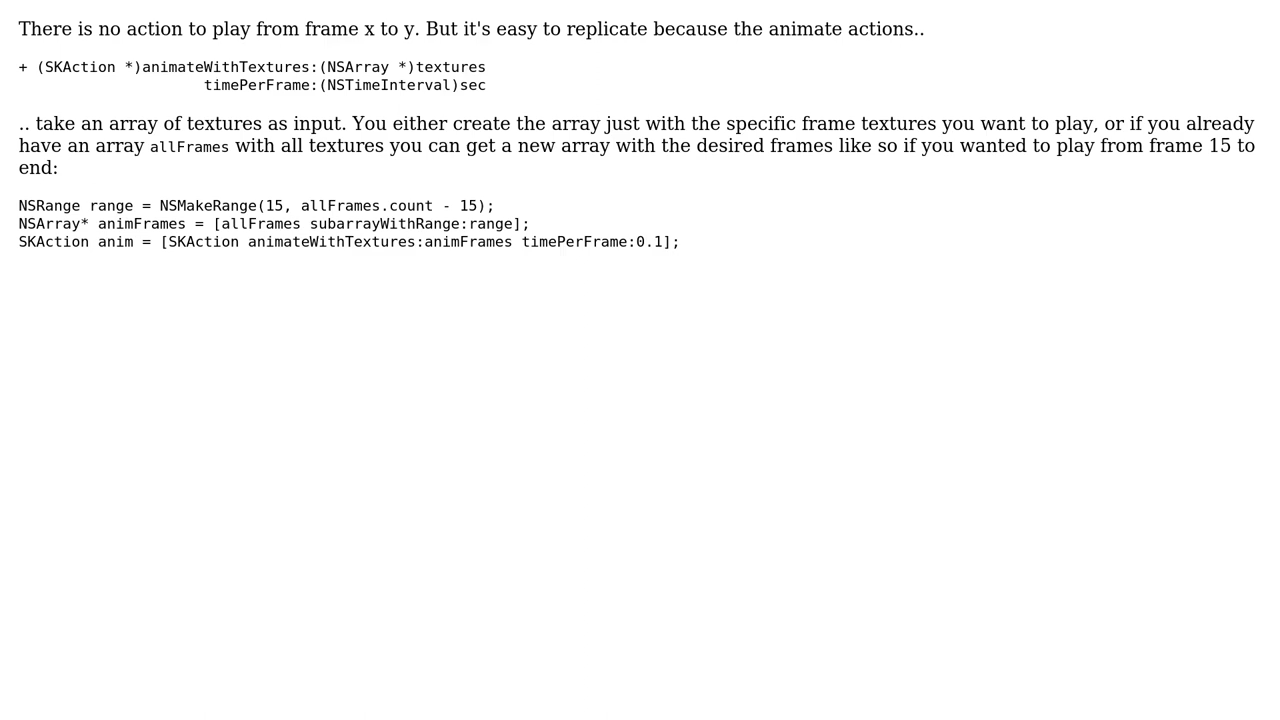 There is no action to play from frame x to y. But it's easy to replicate because the animate actions..
+ (SKAction *)animateWithTextures:(NSArray *)textures
                     timePerFrame:(NSTimeInterval)sec
.. take an array of textures as input. You either create the array just with the specific frame textures you want to play, or if you already
have an array allFrames with all textures you can get a new array with the desired frames like so if you wanted to play from frame 15 to
end:
NSRange range = NSMakeRange(15, allFrames.count - 15);
NSArray* animFrames = [allFrames subarrayWithRange:range];
SKAction anim = [SKAction animateWithTextures:animFrames timePerFrame:0.1];